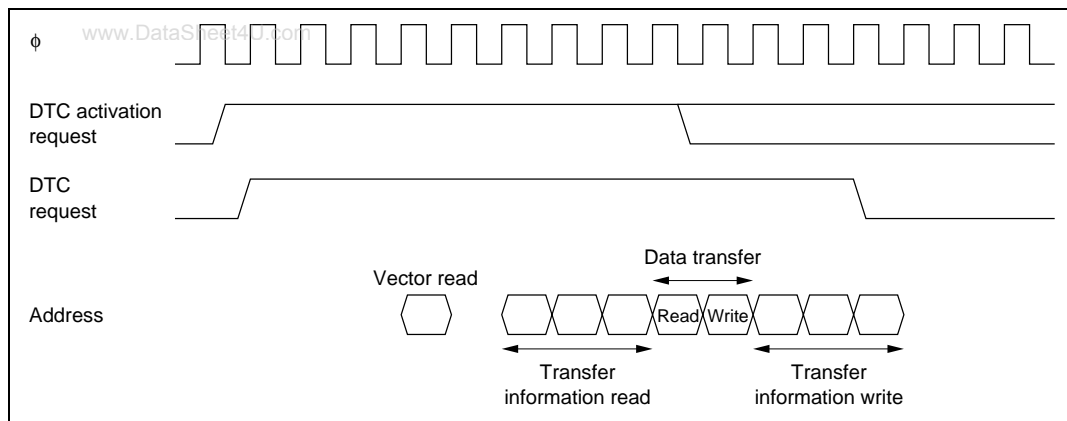 www.DataSheet4U.com
ϕ
DTC activation
request
DTC
request
Data transfer
Vector read
Address
Read Write
Transfer
information read
Transfer
information write